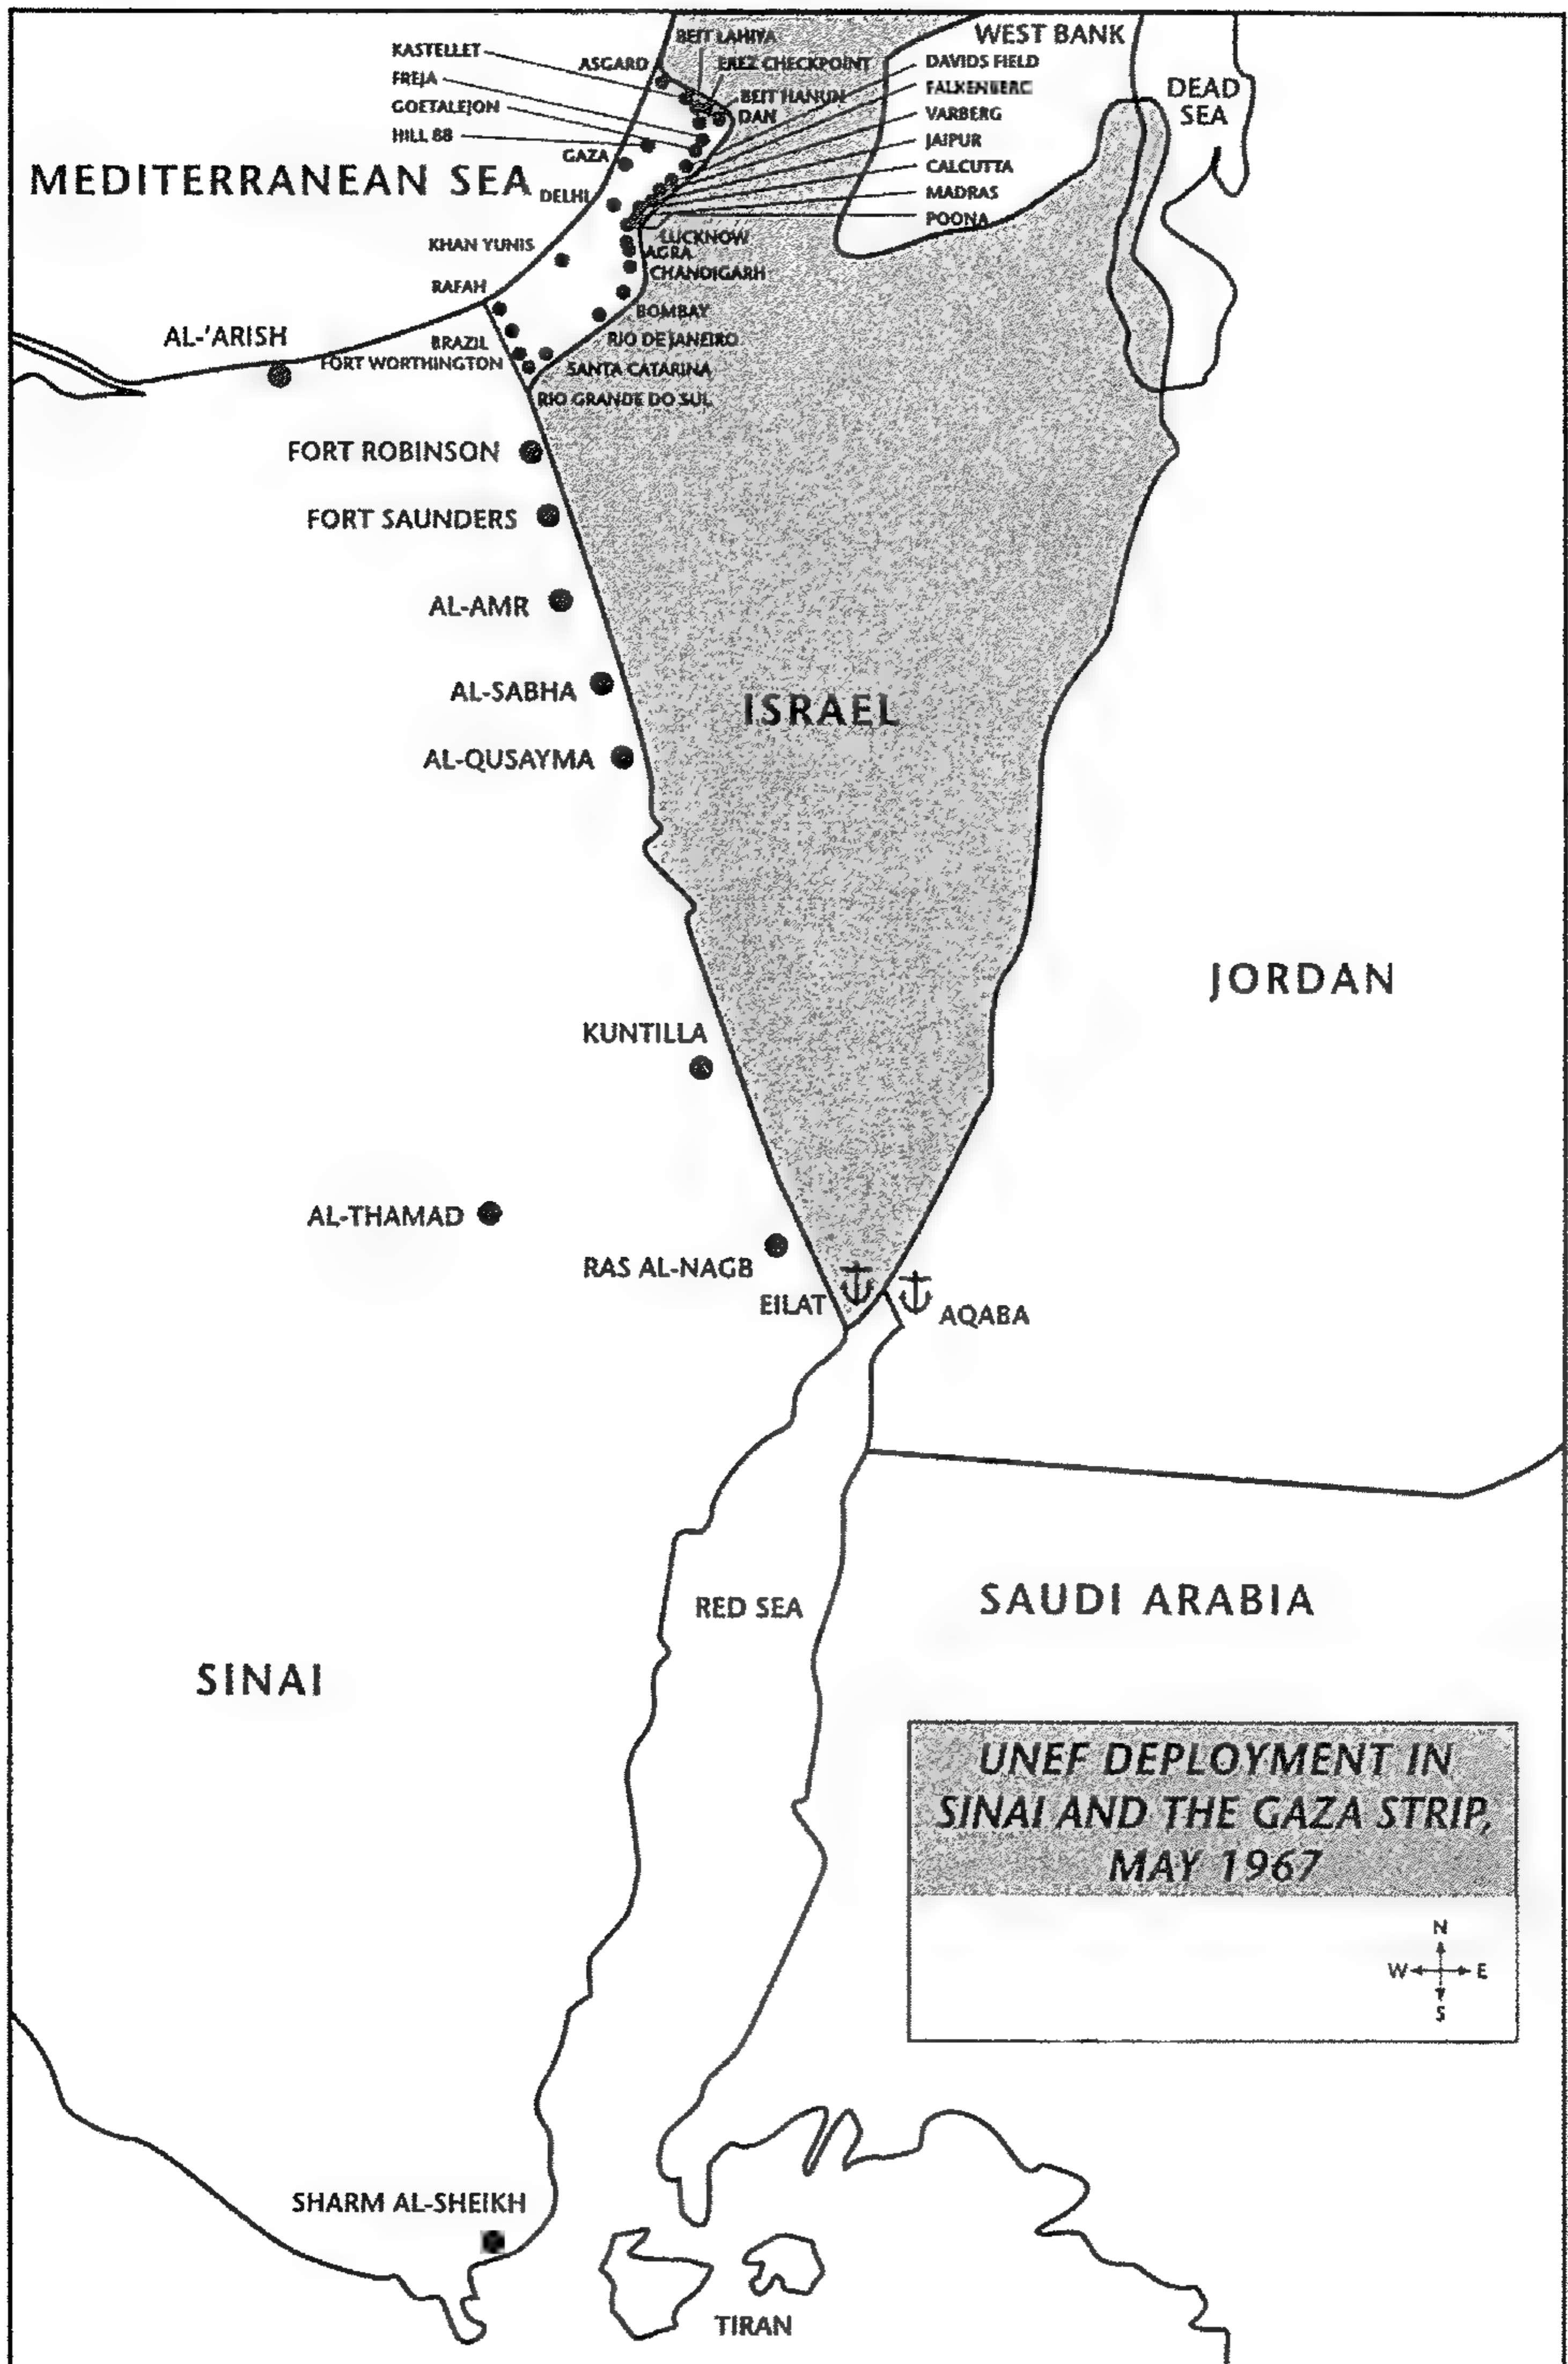 BEIT LAHIYA
WEST BANK
KASTELLET
ASGARD
EREZ CHECKPOINT
DAVIDS FIELD
FREJA
FALKENBERG
DEAD
SEA
GOETALEJON
BEIT HANUN
DAN
VARBERG
HILL 88
JAIPUR
GAZA
CALCUTTA
MEDITERRANEAN SEA
DELHI
MADRAS
POONA
KHAN YUNIS
LUCKNOW
AGRA
CHANDIGARH
RAFAH
BOMBAY
AL-'ARISH
BRAZIL
RIO DE JANEIRO
FORT WORTHINGTON
SANTA CATARINA
RIO GRANDE DO SUL
FORT ROBINSON
FORT SAUNDERS
AL-AMR
AL-SABHA
ISRAEL
AL-QUSAYMA
JORDAN
KUNTILLA
AL-THAMAD
RAS AL-NAGB
EILAT
AQABA
RED SEA
SAUDI ARABIA
SINAI
UNEF DEPLOYMENT IN
SINAI AND THE GAZA STRIP,
MAY 1967
N
W E
S
SHARM AL-SHEIKH
TIRAN